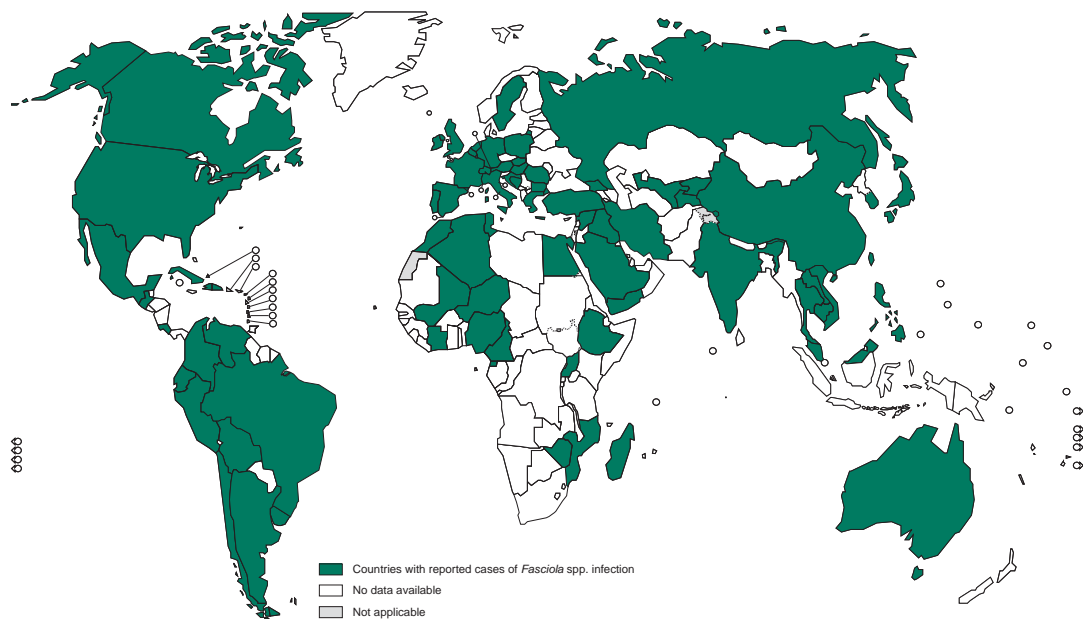 Countries with reported cases of Fasciola spp. infection
No data available
Not applicable